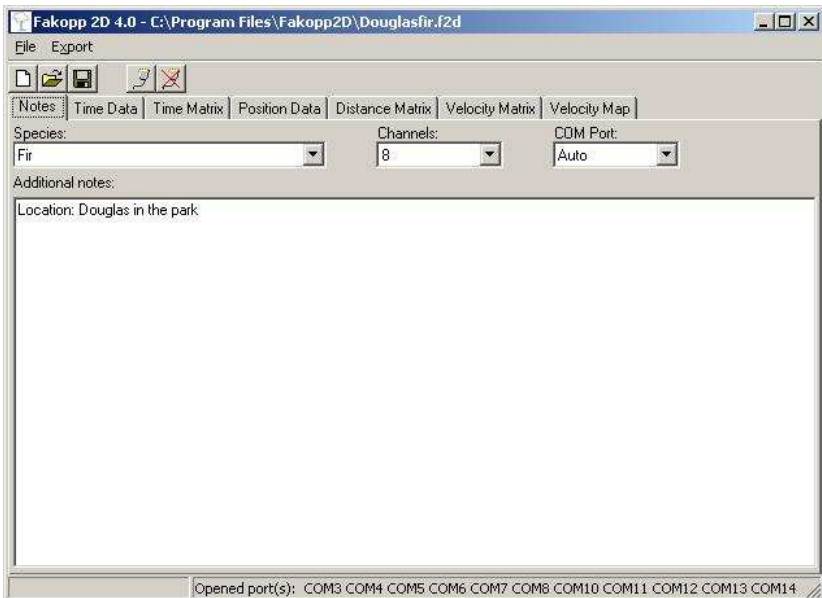 Fakopp 2D 4.0 - C:\Program Files\Fakopp2D\Douglasfir.f2d
File Export
Notes Time Data Time Matrix Position Data Distance Matrix Velocity Matrix Velocity Map
Species: Channels: COM Port:
Fir 8 Auto
Additional notes:
Location: Douglas in the park
Opened port(s): COM3 COM4 COM5 COM6 COM7 COM8 COM10 COM11 COM12 COM13 COM14